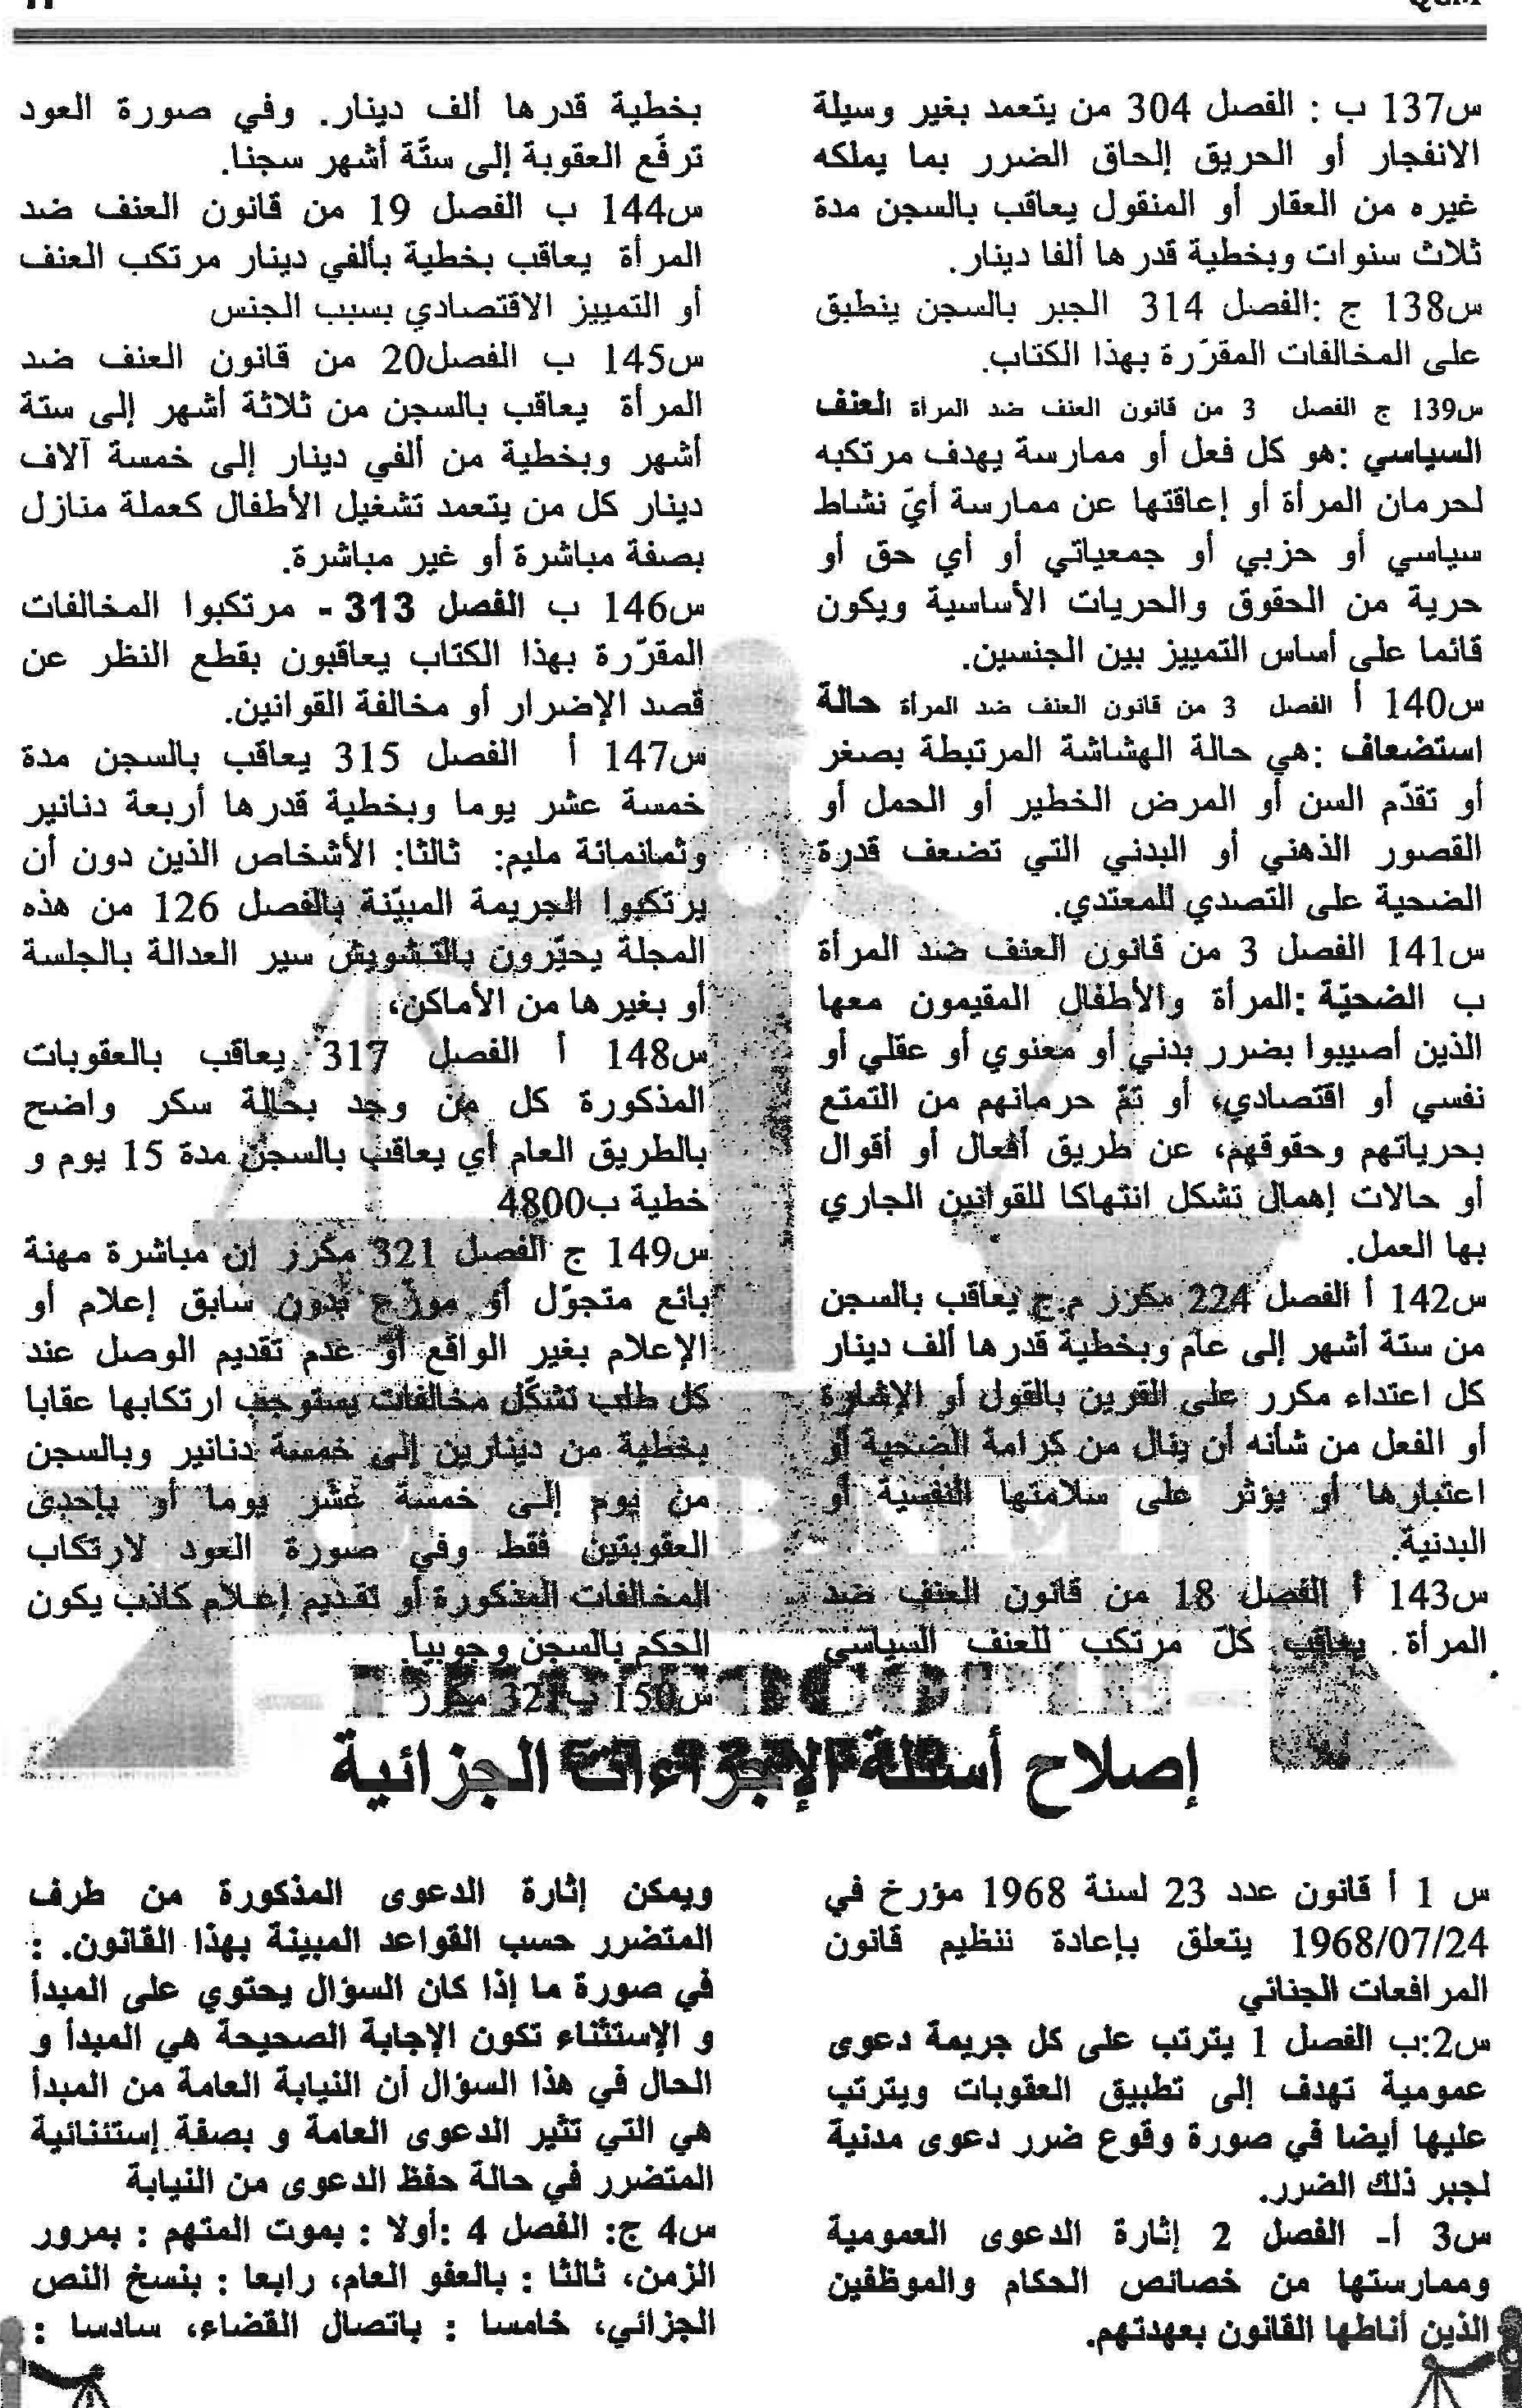 س137 ب : الفصل 304 من يتعمد بغير وسيلة
الانفجار أو الحريق إلحاق الضرر بما يملكه
غيره من العقار أو المنقول يعاقب بالسجن مدة
ثلاث سنوات وبخطية قدرها ألفا دينار.
س138 ج :الفصل 314 الجبر بالسجن ينطبق
على المخالفات المقرّرة بهذا الكتاب.
س139 ج الفصل 3 من قانون العنف ضد المرأة العنف
السياسي :هو كل فعل أو ممارسة يهدف مرتكبه
لحرمان المرأة أو إعاقتها عن ممارسة أيّ نشاط
سياسي أو حزبي أو جمعياتي أو أي حق أو
حرية من الحقوق والحريات الأساسية ويكون
قائما على أساس التمييز بين الجنسين.
س140 أ الفصل 3 من قانون العنف ضد المرأة حالة
استضعاف :هي حالة الهشاشة المرتبطة بصغر
أو تقدّم السن أو المرض الخطير أو الحمل أو
القصور الذهني أو البدني التي تضعف قدرة
الضحية على التصدي للمعتدي.
س141 الفصل 3 من قانون العنف ضد المرأة
ب الضحيّة :المرأة والأطفال المقيمون معها
الذين أصيبوا بضرر بدني أو معنوي أو عقلي أو
نفسي أو اقتصادي، أو تمّ حرمانهم من التمتع
بحرياتهم وحقوقهم، عن طريق أفعال أو أقوال
أو حالات إهمال تشكل انتهاكا للقوانين الجاري
بها العمل.
س142 أ الفصل 224 مكرر م.ج يعاقب بالسجن
من ستة أشهر إلى عام وبخطية قدرها ألف دينار
كل اعتداء مكرر على القرين بالقول أو الإشارة
أو الفعل من شأنه أن ينال من كرامة الضحية أو
اعتبارها أو يؤثر على سلامتها النفسية أو
البدنية.
س143 أ الفصل 18 من قانون العنف ضد
المرأة. يعاقب كلّ مرتكب للعنف السياسي
بخطية قدرها ألف دينار. وفي صورة العود
ترفّع العقوبة إلى ستّة أشهر سجنا.
س144 ب الفصل 19 من قانون العنف ضد
المرأة يعاقب بخطية بألفي دينار مرتكب العنف
أو التمييز الاقتصادي بسبب الجنس
س145 ب الفصل20 من قانون العنف ضد
المرأة يعاقب بالسجن من ثلاثة أشهر إلى ستة
أشهر وبخطية من ألفي دينار إلى خمسة آلاف
دينار كل من يتعمد تشغيل الأطفال كعملة منازل
بصفة مباشرة أو غير مباشرة.
س146 ب الفصل 313 - مرتكبوا المخالفات
المقرّرة بهذا الكتاب يعاقبون بقطع النظر عن
قصد الإضرار أو مخالفة القوانين.
س147 أ الفصل 315 يعاقب بالسجن مدة
خمسة عشر يوما وبخطية قدرها أربعة دنانير
وثمانمائة مليم: ثالثا: الأشخاص الذين دون أن
يرتكبوا الجريمة المبيّنة بالفصل 126 من هذه
المجلة يحيّرون بالتشويش سير العدالة بالجلسة
أو بغيرها من الأماكن،
س148 أ الفصل 317 يعاقب بالعقوبات
المذكورة كل من وجد بحالة سكر واضح
بالطريق العام أي يعاقب بالسجن مدة 15 يوم و
خطية ب4800
س149 ج الفصل 321 مكرر إن مباشرة مهنة
بائع متجوّل أو موزّع بدون سابق إعلام أو
الإعلام بغير الواقع أو عدم تقديم الوصل عند
كل طلب تشكّل مخالفات يستوجب ارتكابها عقابا
بخطية من دينارين إلى خمسة دنانير وبالسجن
من يوم إلى خمسة عشر يوما أو بإحدى
العقوبتين فقط وفي صورة العود لارتكاب
المخالفات المذكورة أو تقديم إعلام كاذب يكون
الحكم بالسجن وجوبيا.
س150 ب321 مكرر
إصلاح أسئلة الإجراءات الجزائية
س 1 أ قانون عدد 23 لسنة 1968 مؤرخ في
1968/07/24 يتعلق بإعادة تنظيم قانون
المرافعات الجنائي
س2:ب الفصل 1 يترتب على كل جريمة دعوى
عمومية تهدف إلى تطبيق العقوبات ويترتب
عليها أيضا في صورة وقوع ضرر دعوى مدنية
لجبر ذلك الضرر.
س3 أ- الفصل 2 إثارة الدعوى العمومية
وممارستها من خصائص الحكام والموظفين
الذين أناطها القانون بعهدتهم.
ويمكن إثارة الدعوى المذكورة من طرف
المتضرر حسب القواعد المبينة بهذا القانون. :
في صورة ما إذا كان السؤال يحتوي على المبدأ
و الإستثناء تكون الإجابة الصحيحة هي المبدأ و
الحال في هذا السؤال أن النيابة العامة من المبدأ
هي التي تثير الدعوى العامة و بصفة إستثنائية
المتضرر في حالة حفظ الدعوى من النيابة
س4 ج: الفصل 4 :أولا : بموت المتهم : بمرور
الزمن، ثالثا : بالعفو العام، رابعا : بنسخ النص
الجزائي، خامسا : باتصال القضاء، سادسا :